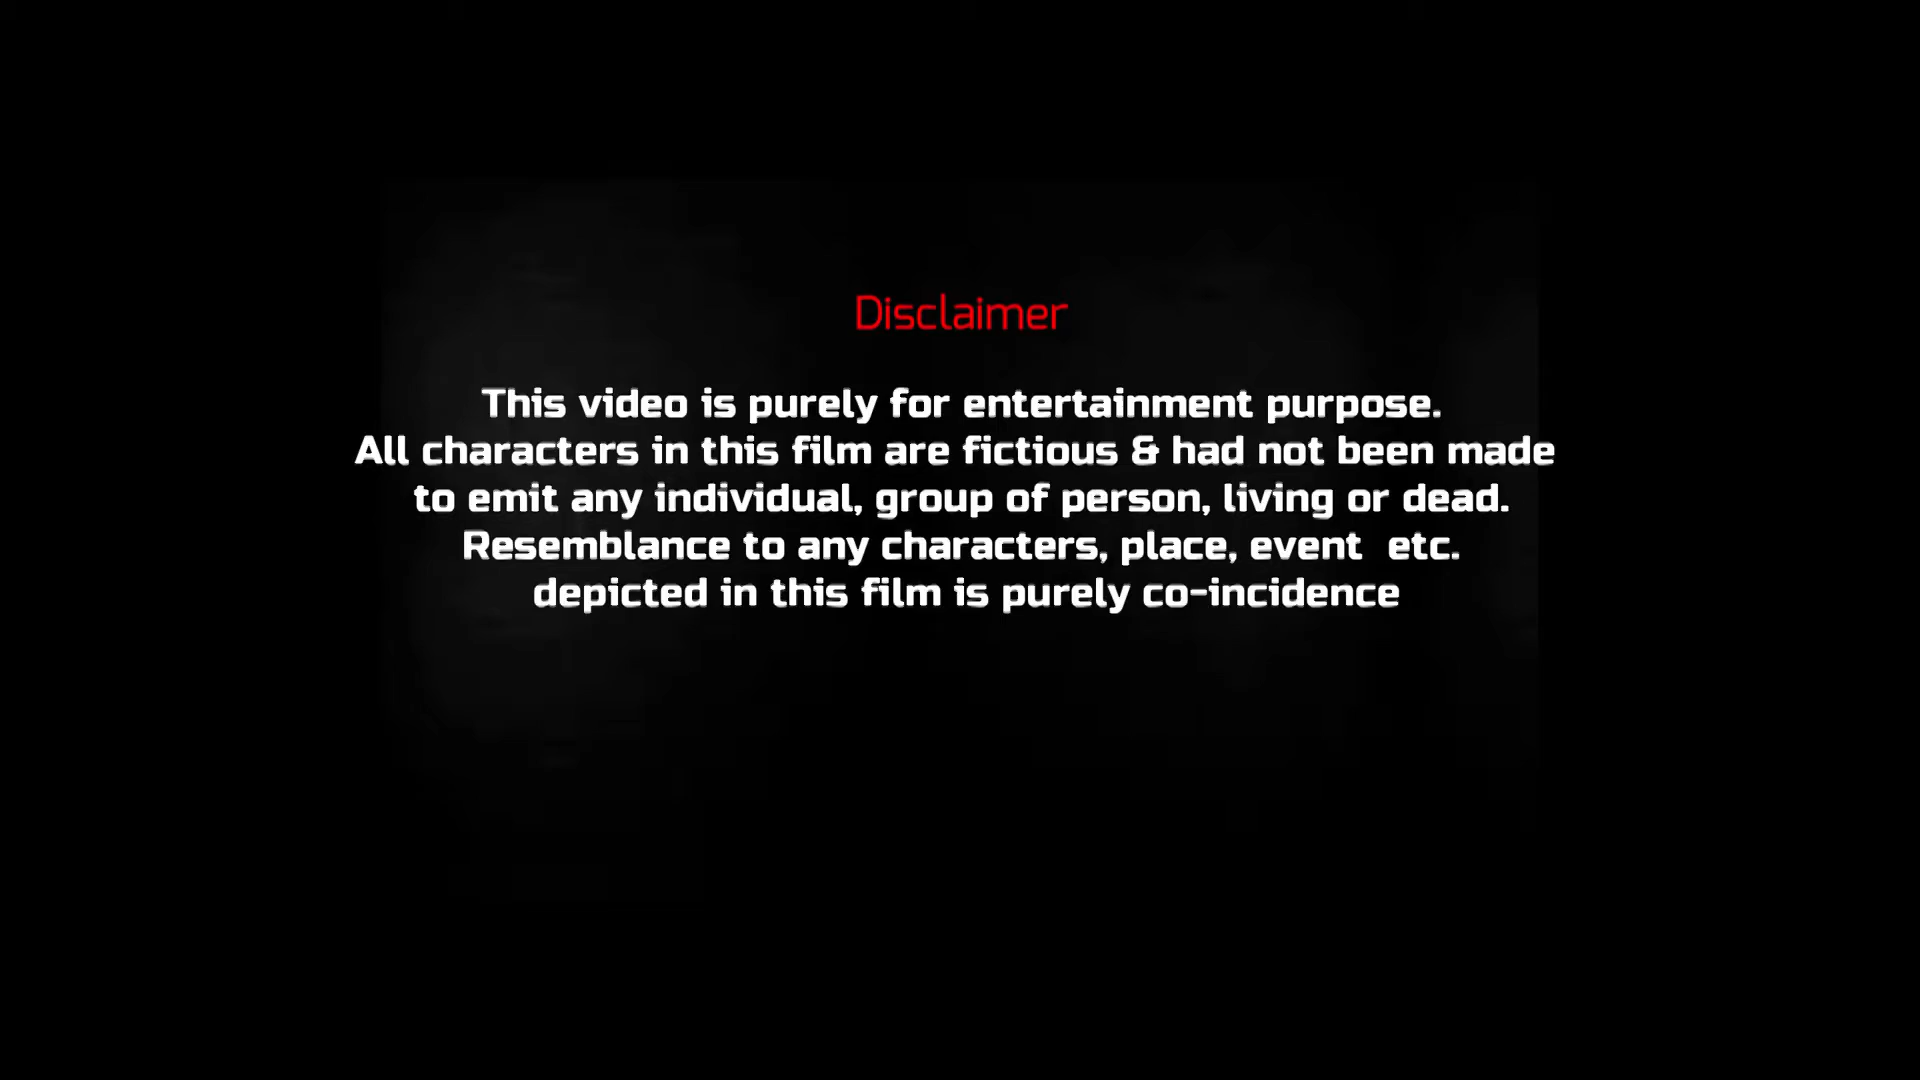 Disclaimer
This video is purely for entertainment purpose.
All characters in this film are fictious & had not been made
to emit any individual, group of person, living or dead.
Resemblance to any characters, place, event  etc.
depicted in this film is purely co-incidence